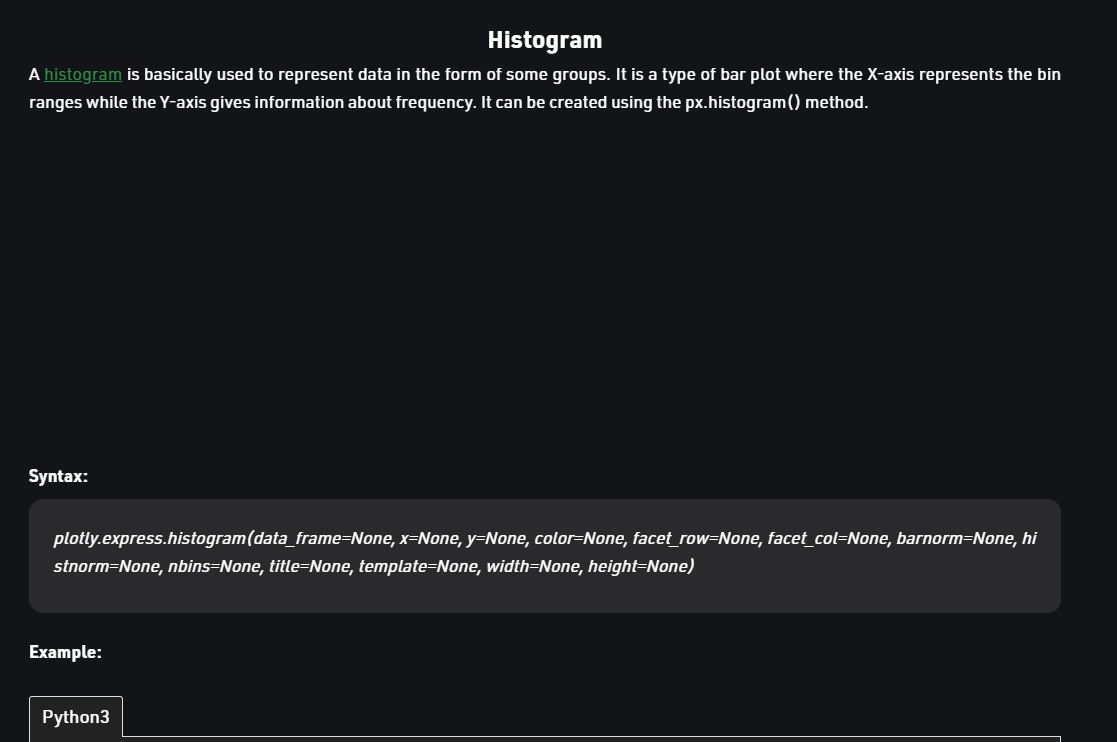 Histogram
A histogram is basically used to represent data in the form of some groups. It is a type of bar plot where the X-axis represents the bin
ranges while the Y-axis gives information about frequency. It can be created using the px.histogram() method.
Syntax:
plotly.express.histogram(data_frame=None, x=None, y=None, color=None, facet_row=None, facet_col=None, barnorm=None, hi
stnorm=None, nbins=None, title=None, template=None, width=None, height=None)
Example:
Python3